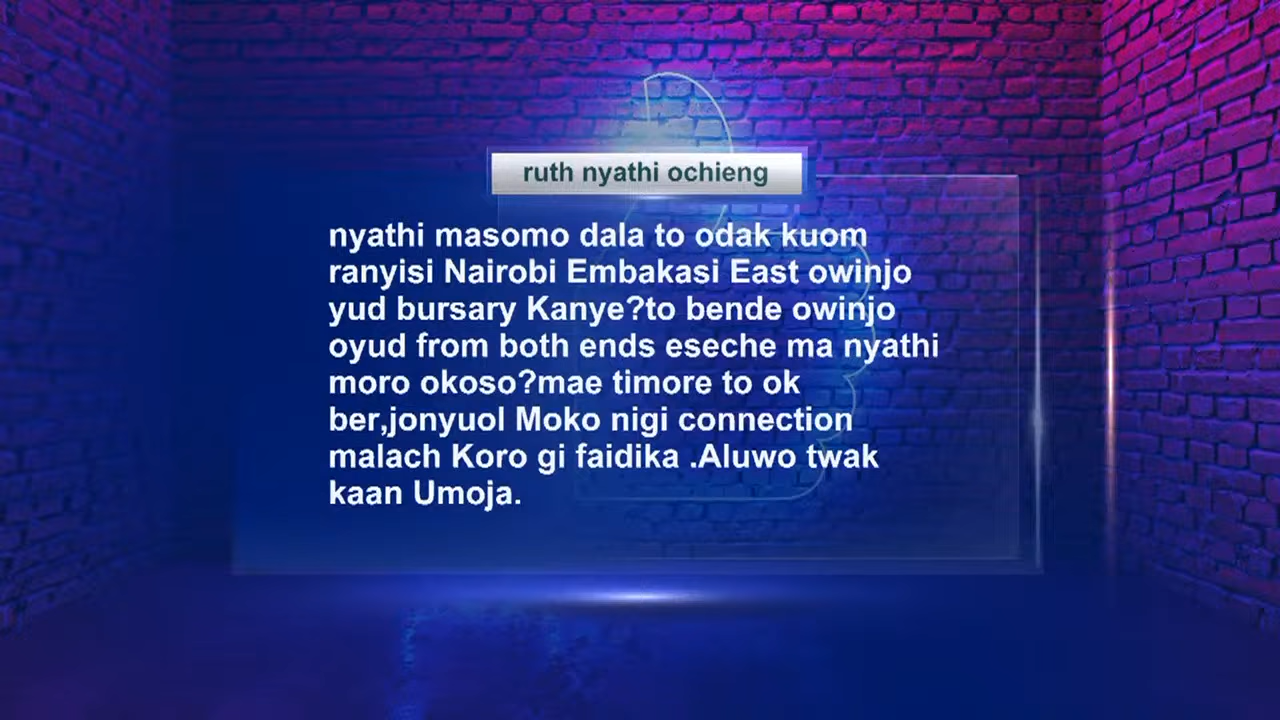 ruth nyathi ochieng
nyathi masomo dala to odak kuom
ranyisi Nairobi Embakasi East owinjo
yud bursary Kanye?to bende owinjo
oyud from both ends eseche ma nyathi
moro okoso?mae timore to ok
ber,jonyuol Moko nigi connection
malach Koro gi faidika .Aluwo twak
kaan Umoja.